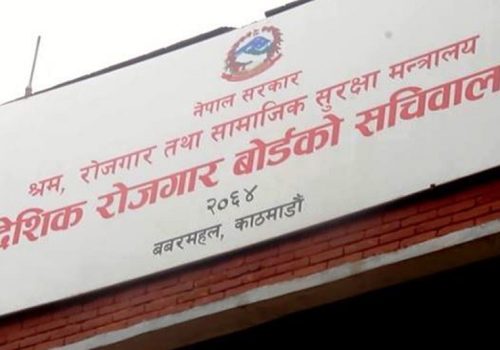 नेपाल सरकार
श्रम, रोजगार तथा सामाजिक सुरक्षा मन्त्रालय
देशिक रोजगार बोर्डको सचिवाल
२०६४
बबरमहल, काठमाडौं